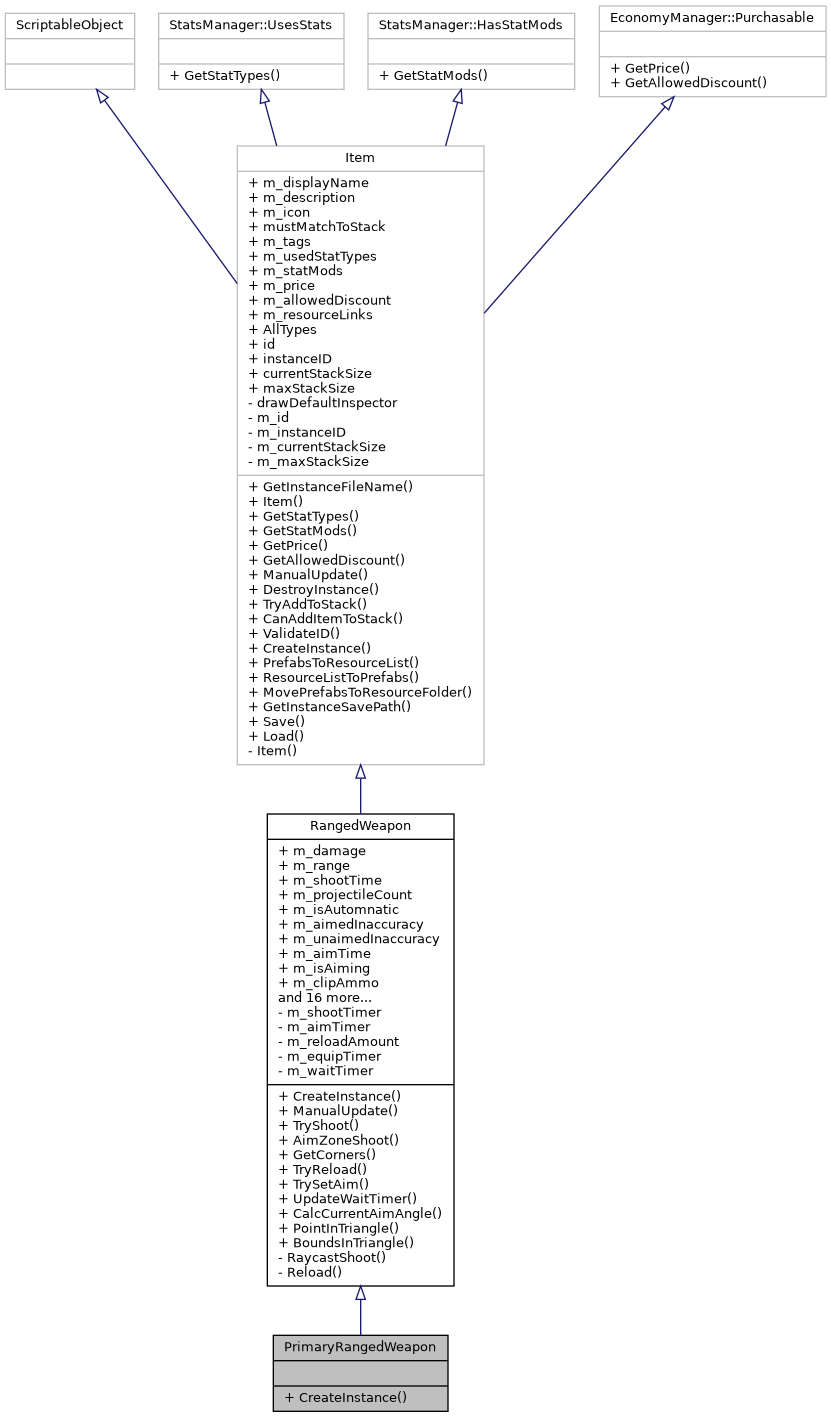 ScriptableObject
StatsManager::UsesStats
+ GetStatTypes()
StatsManager::HasStatMods
+ GetStatMods()
EconomyManager::Purchasable
+ GetPrice()
+ GetAllowedDiscount()
Item
+ m_displayName
+ m_description
+ m_icon
+ mustMatchToStack
+ m_tags
+ m_usedStatTypes
+ m_statMods
+ m_price
+ m_allowedDiscount
+ m_resourceLinks
+ AllTypes
+ id
+ instanceID
+ currentStackSize
+ maxStackSize
- drawDefaultInspector
- m_id
- m_instanceID
- m_currentStackSize
- m_maxStackSize
+ GetInstanceFileName()
+ Item()
+ GetStatTypes()
+ GetStatMods()
+ GetPrice()
+ GetAllowedDiscount()
+ ManualUpdate()
+ DestroyInstance()
+ TryAddToStack()
+ CanAddItemToStack()
+ ValidateID()
+ CreateInstance()
+ PrefabsToResourceList()
+ ResourceListToPrefabs()
+ MovePrefabsToResourceFolder()
+ GetInstanceSavePath()
+ Save()
+ Load()
- Item()
RangedWeapon
+ m_damage
+ m_range
+ m_shootTime
+ m_projectileCount
+ m_isAutomnatic
+ m_aimedInaccuracy
+ m_unaimedInaccuracy
+ m_aimTime
+ m_isAiming
+ m_clipAmmo
and 16 more...
- m_shootTimer
- m_aimTimer
- m_reloadAmount
- m_equipTimer
- m_waitTimer
+ CreateInstance()
+ ManualUpdate()
+ TryShoot()
+ AimZoneShoot()
+ GetCorners()
+ TryReload()
+ TrySetAim()
+ UpdateWaitTimer()
+ CalcCurrentAimAngle()
+ PointInTriangle()
+ BoundsInTriangle()
- RaycastShoot()
- Reload()
PrimaryRangedWeapon
+ CreateInstance()